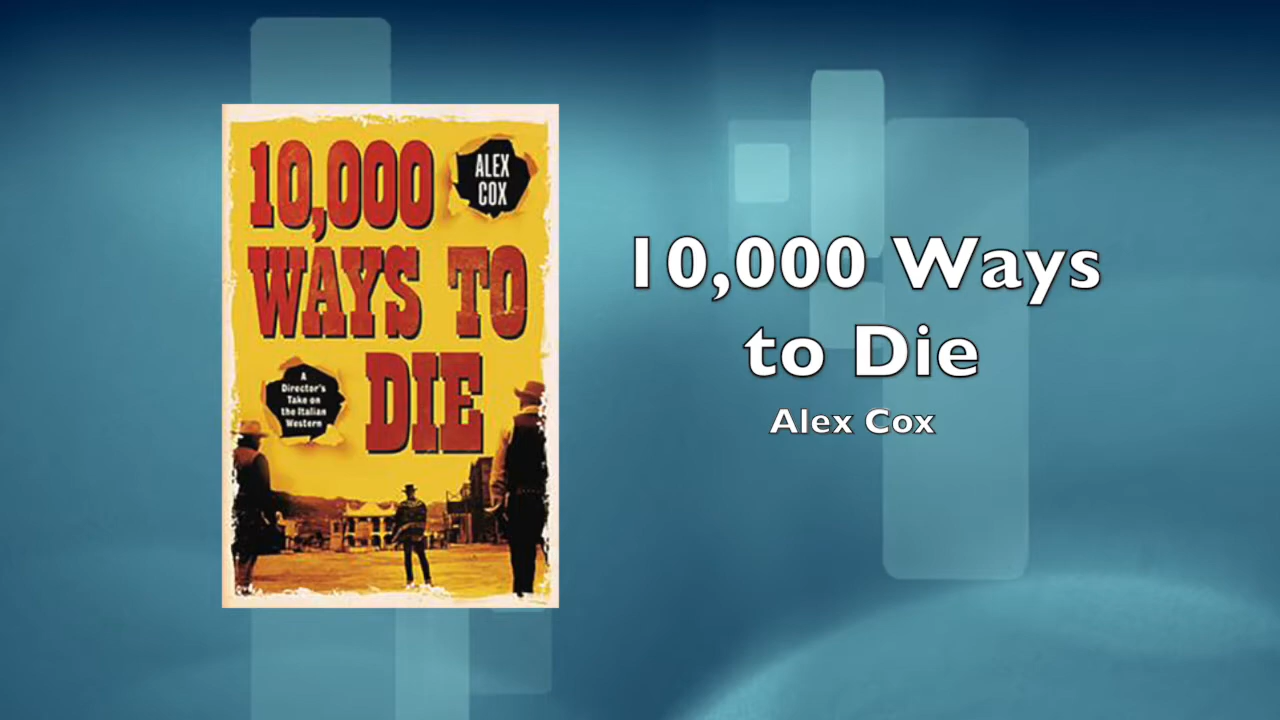 10,000
WAYS TO
DIE
ALEX
COX
A
Director's
Take on
the Italian
Western
10,000 Ways
to Die
Alex Cox